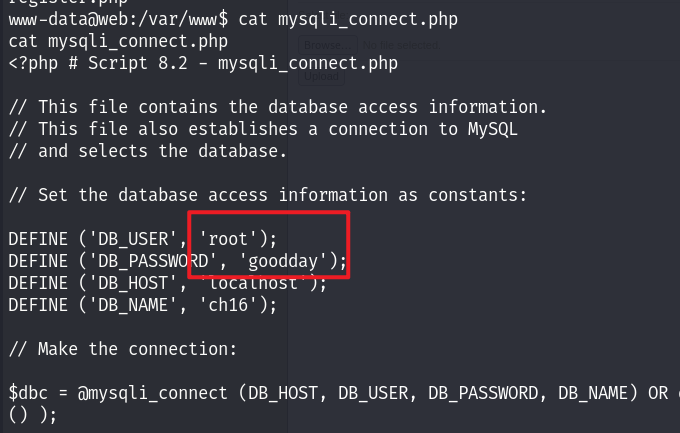 register.php
www-data@web:/var/www$ cat mysqli_connect.php
cat mysqli_connect.php
<?php # Script 8.2 - mysqli_connect.php
// This file contains the database access information.
// This file also establishes a connection to MySQL
// and selects the database.
// Set the database access information as constants:
DEFINE ('DB_USER', 'root');
DEFINE ('DB_PASSWORD', 'goodday');
DEFINE ('DB_HOST', 'localhost');
DEFINE ('DB_NAME', 'ch16');
// Make the connection:
$dbc = @mysqli_connect (DB_HOST, DB_USER, DB_PASSWORD, DB_NAME) OR
() );